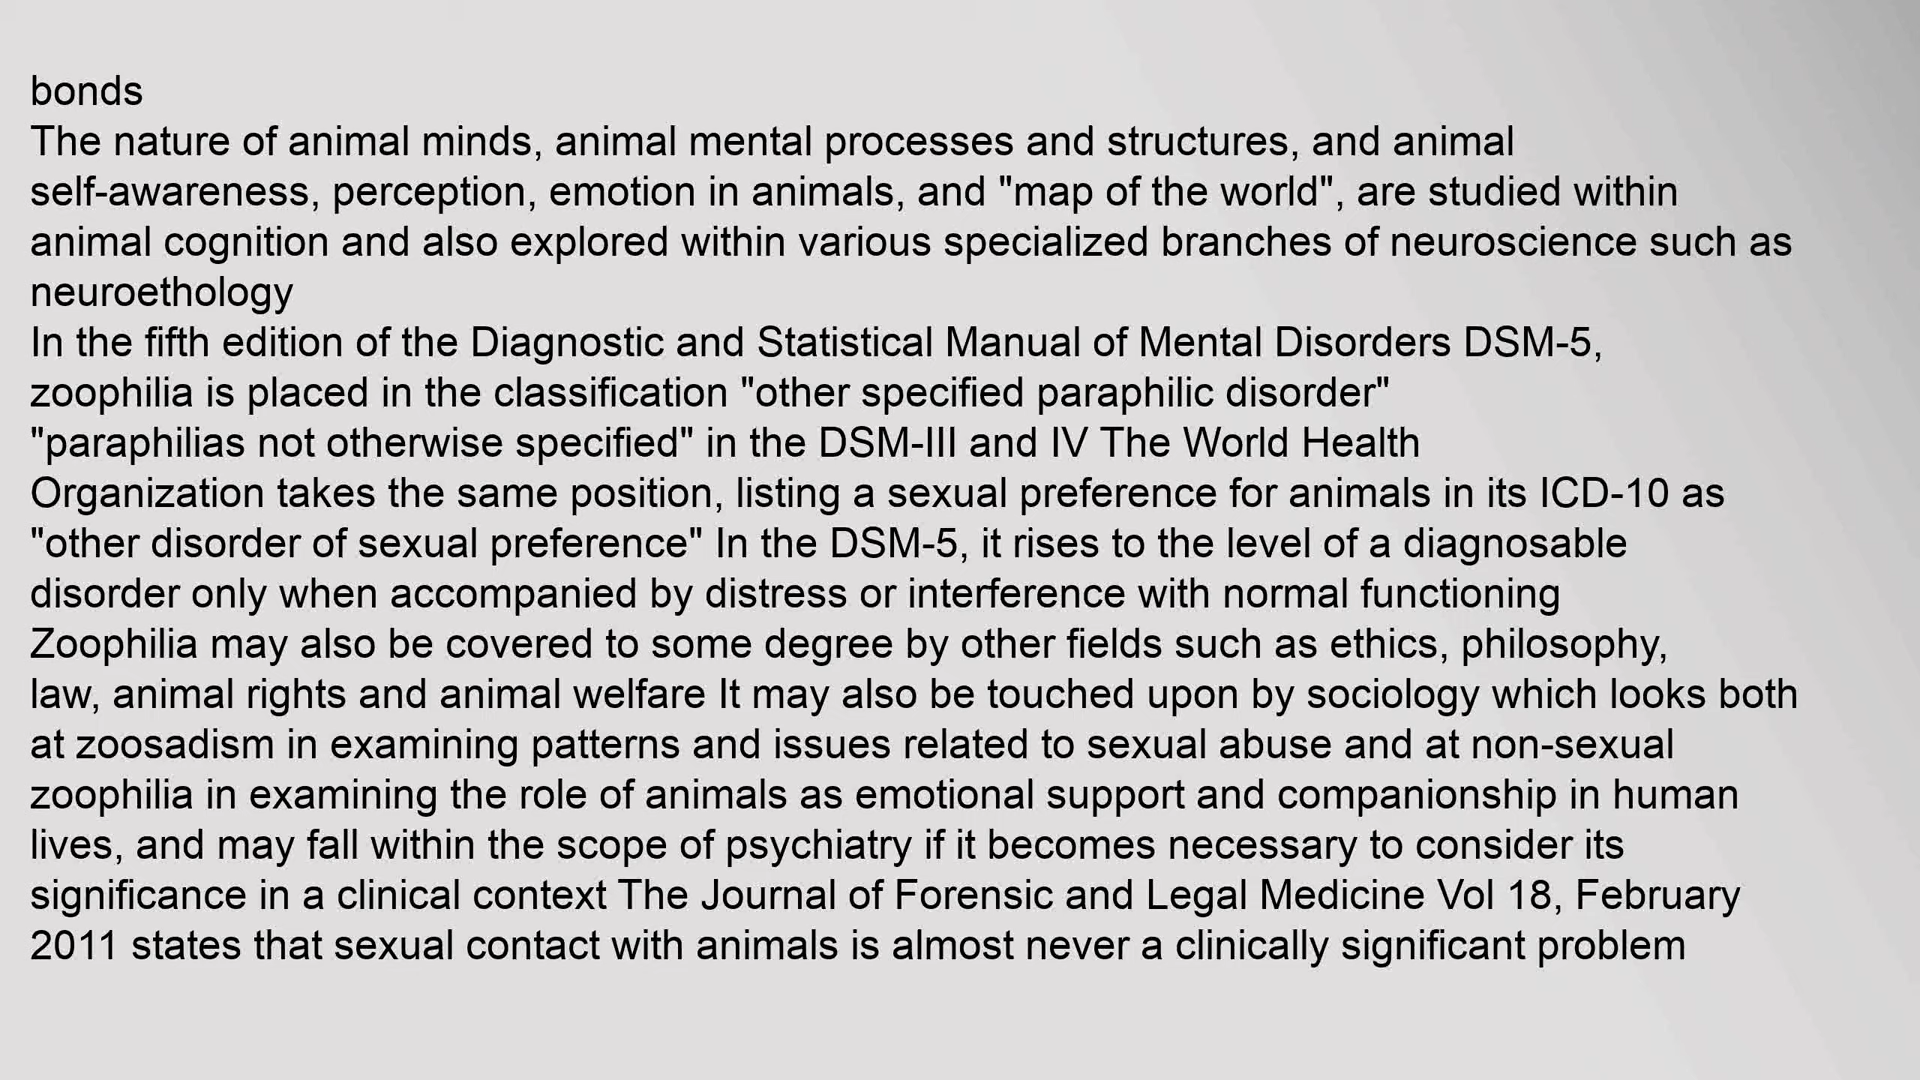 bonds
The nature of animal minds, animal mental processes and structures, and animal
self-awareness, perception, emotion in animals, and "map of the world", are studied within
animal cognition and also explored within various specialized branches of neuroscience such as
neuroethology
In the fifth edition of the Diagnostic and Statistical Manual of Mental Disorders DSM-5,
zoophilia is placed in the classification "other specified paraphilic disorder"
"paraphilias not otherwise specified" in the DSM-III and IV The World Health
Organization takes the same position, listing a sexual preference for animals in its ICD-10 as
"other disorder of sexual preference" In the DSM-5, it rises to the level of a diagnosable
disorder only when accompanied by distress or interference with normal functioning
Zoophilia may also be covered to some degree by other fields such as ethics, philosophy,
law, animal rights and animal welfare It may also be touched upon by sociology which looks both
at zoosadism in examining patterns and issues related to sexual abuse and at non-sexual
zoophilia in examining the role of animals as emotional support and companionship in human
lives, and may fall within the scope of psychiatry if it becomes necessary to consider its
significance in a clinical context The Journal of Forensic and Legal Medicine Vol 18, February
2011 states that sexual contact with animals is almost never a clinically significant problem